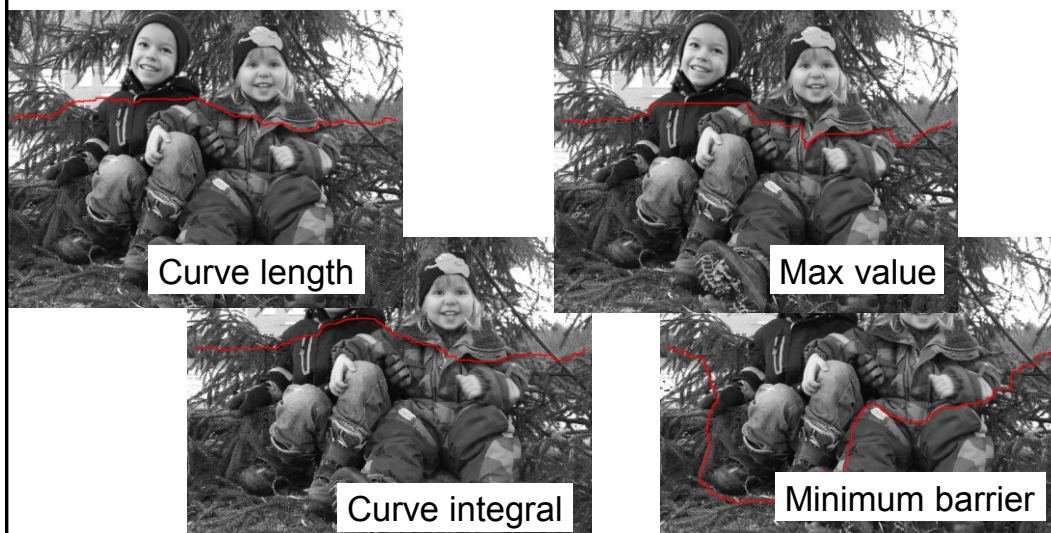 Curve length
Max value
Curve integral
Minimum barrier